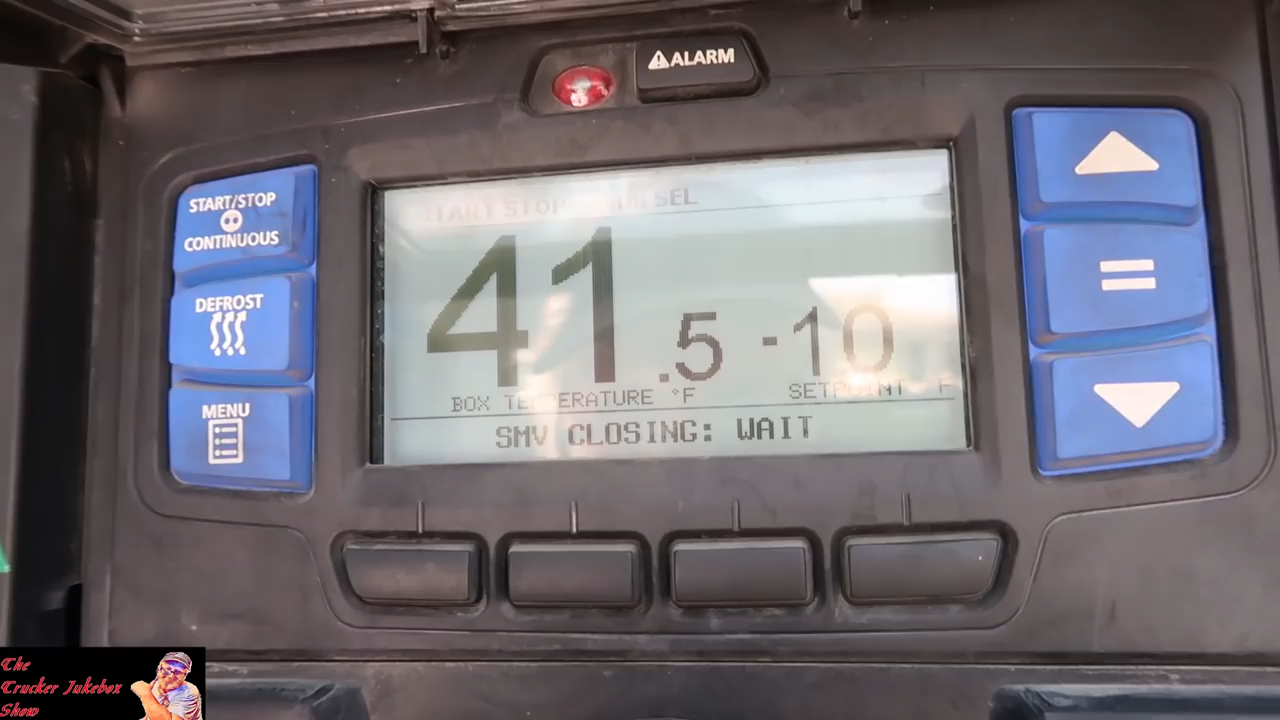 ALARM
START/STOP
CONTINUOUS
DEFROST
MENU
START STOP
SEL
41.5 -10
BOX TEMPERATURE °F SETPOINT °F
SMV CLOSING: WAIT
The
Trucker Jukebox
Show